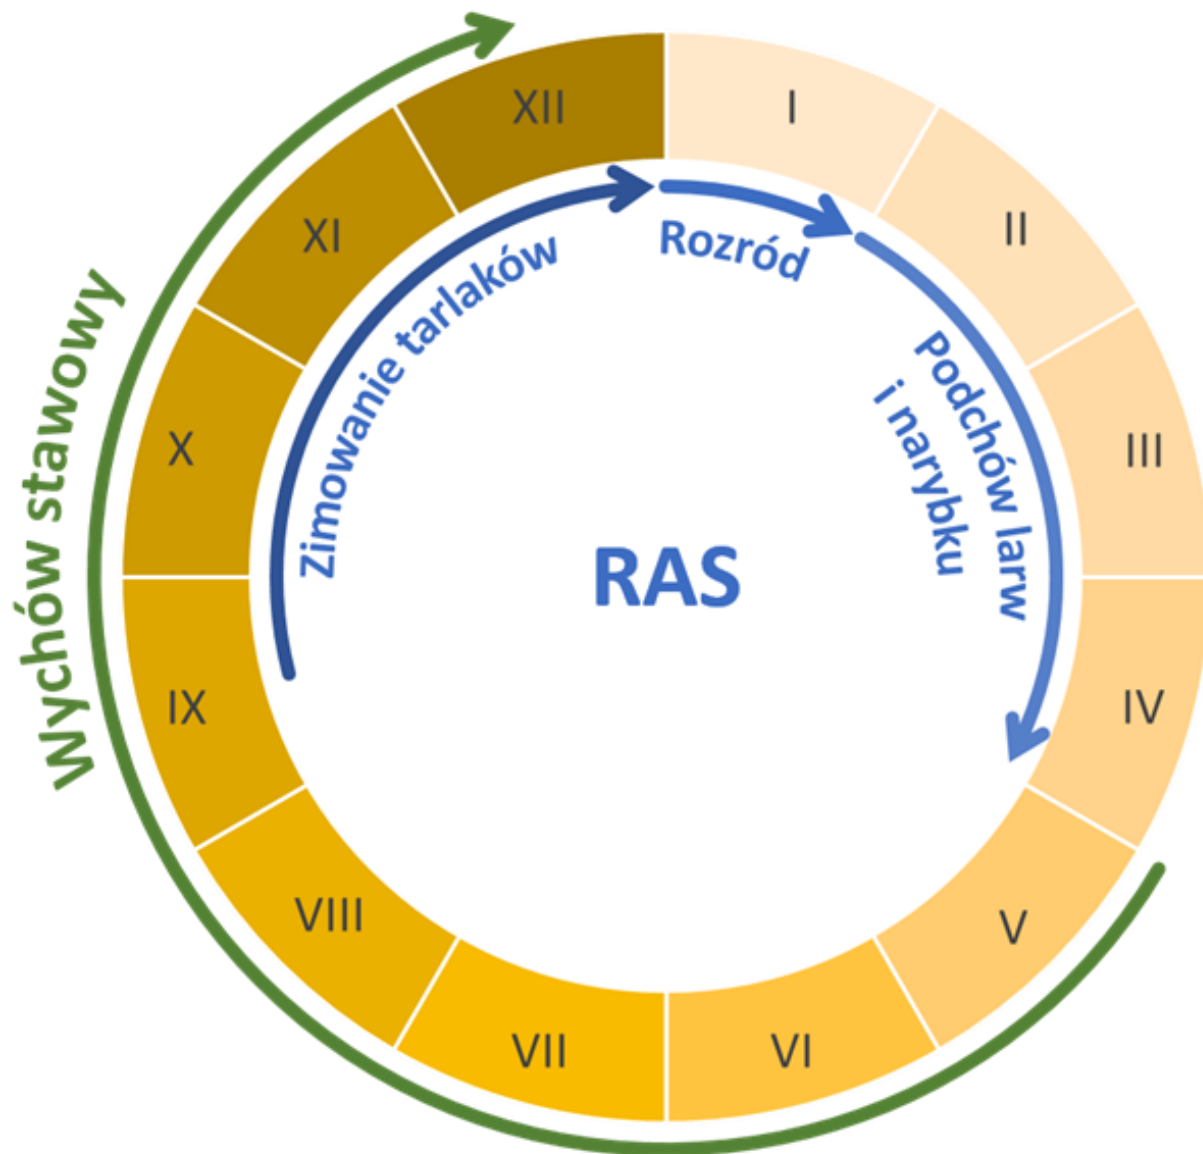 I
II
III
IV
V
VI
VII
VIII
IX
X
XI
XII
Wychów stawowy
Zimowanie tarlaków
Rozród
Podchów larw
i narybku
RAS